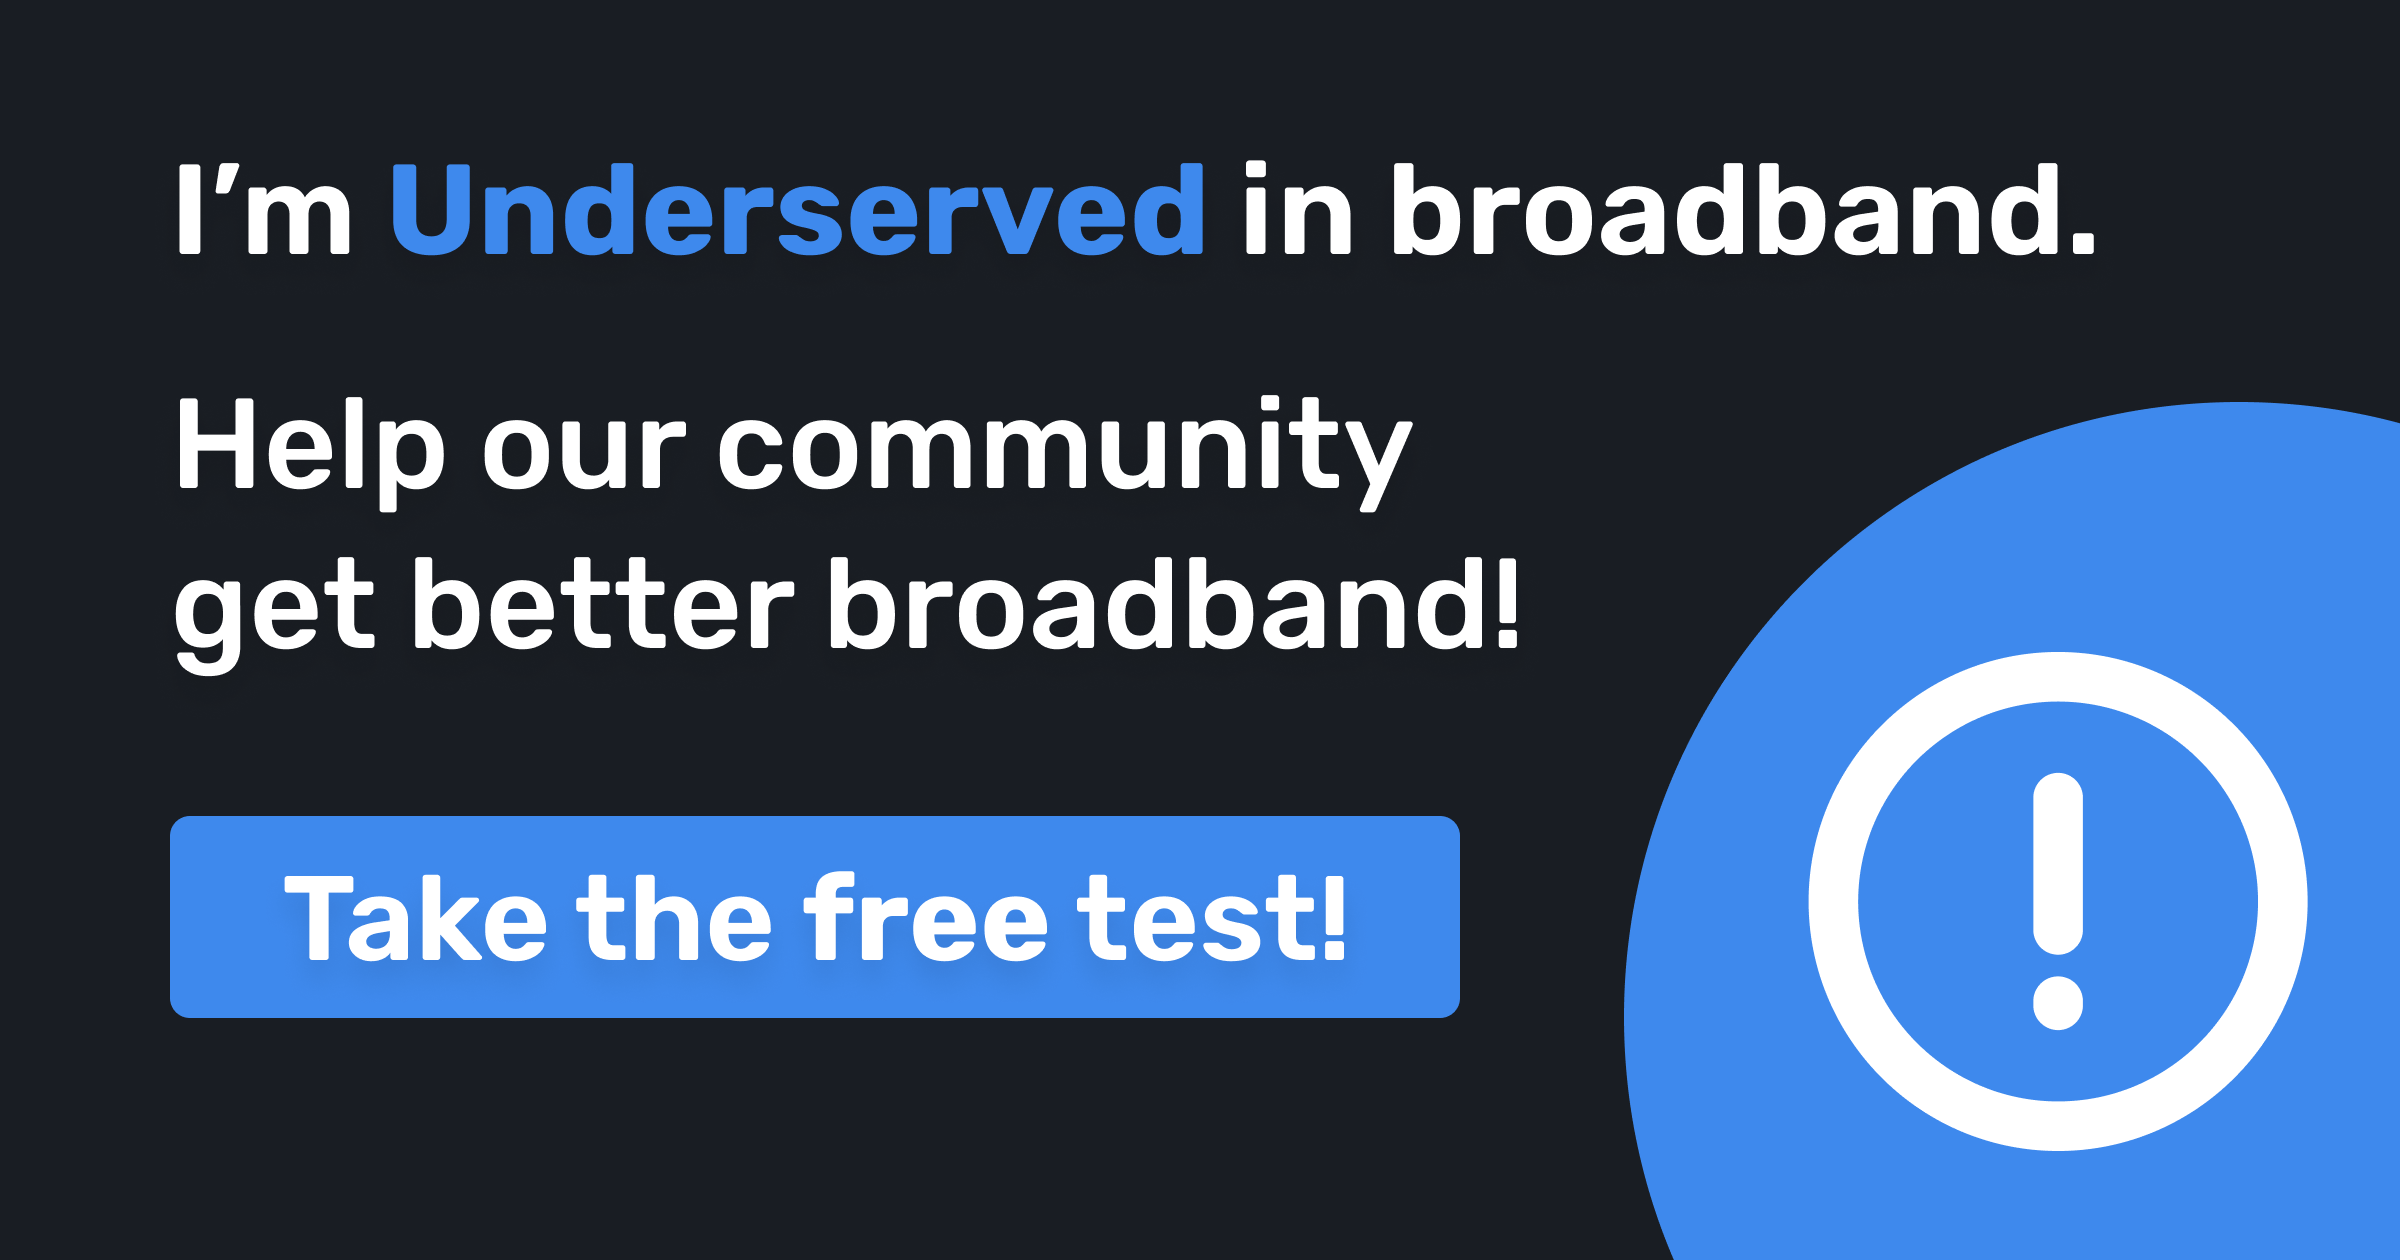 I’m Underserved in broadband.
Help our community
get better broadband!
Take the free test!